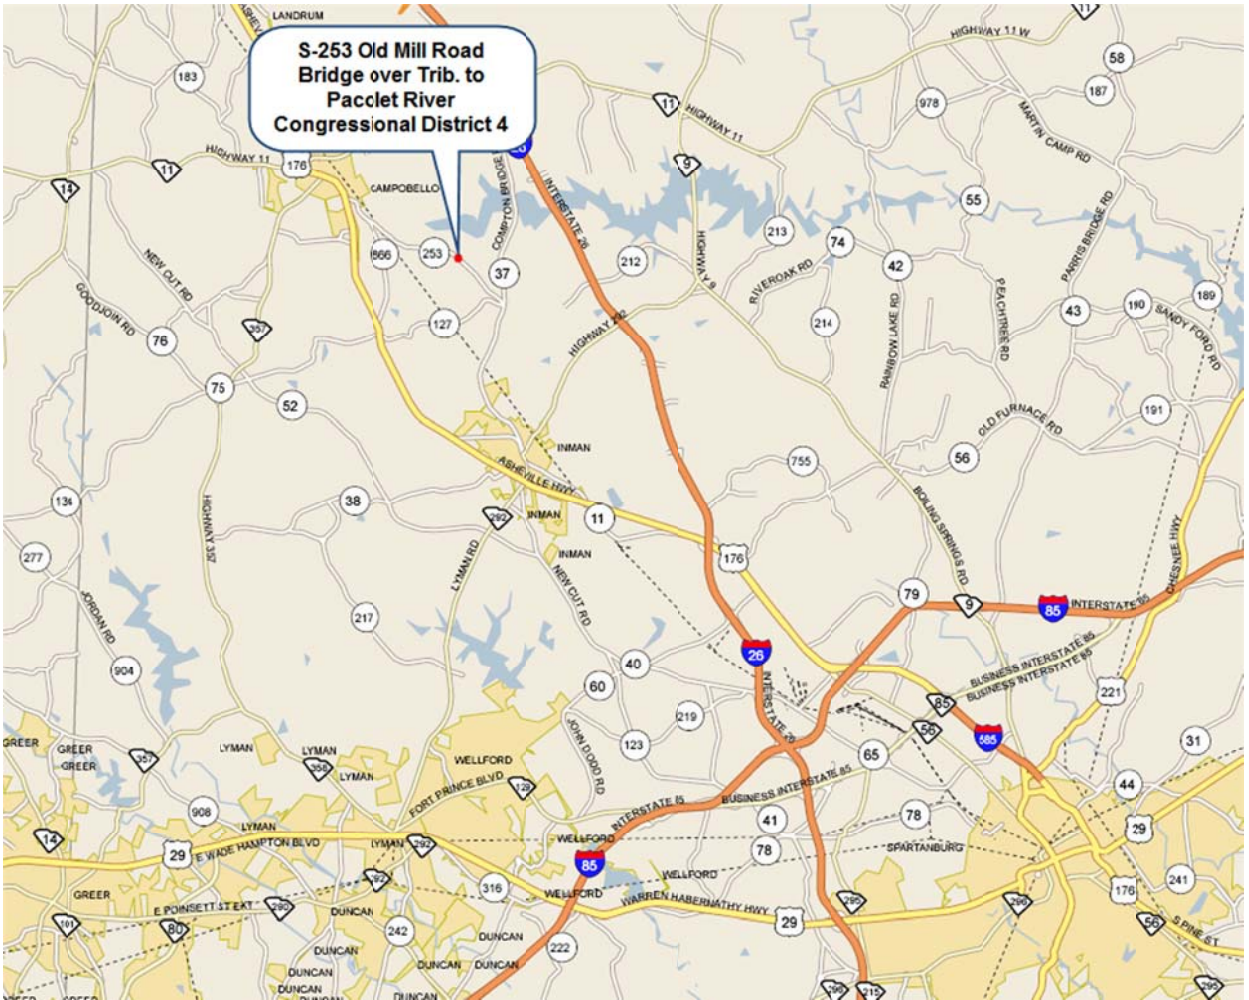 LANDRUM
S-253 Old Mill Road
Bridge over Trib. to
Pacolet River
Congressional District 4
11
HIGHWAY 11 W
58
183
187
978
11
HIGHWAY 11
MARTIN CAMP RD
HIGHWAY 11
176
11
9
14
CAMPOBELLO
COMPTON BRIDGE
INTERSTATE 26
55
PARRIS BRIDGE RD
213
74
866
253
37
212
HIGHWAY 9
RIVEROAK RD
42
NEW CUT RD
GOODJOIN RD
PEACHTREE RD
43
190
189
SANDY FORD RD
127
357
76
HIGHWAY 292
214
RAINBOW LAKE RD
75
52
191
OLD FURNACE RD
INMAN
ASHEVILLE HWY
755
56
134
38
292
INMAN
11
BOILING SPRINGS RD
HIGHWAY 357
277
LYMAN RD
INMAN
NEW CUT RD
176
CHESNEE HWY
79
9
85
INTERSTATE 85
JORDAN RD
217
904
40
26
BUSINESS INTERSTATE 85
BUSINESS INTERSTATE 85
60
INTERSTATE 26
221
85
219
56
585
GREER
GREER
GREER
357
LYMAN
LYMAN
358
LYMAN
WELLFORD
JOHN DODD RD
123
65
31
FORT PRINCE BLVD
129
BUSINESS INTERSTATE 85
44
908
INTERSTATE 85
41
78
29
14
LYMAN
E WADE HAMPTON BLVD
29
LYMAN
292
WELLFORD
78
SPARTANBURG
85
WELLFORD
292
316
WELLFORD
WARREN HABERNATHY HWY
176
241
GREER
E POINSETT ST EXT
290
DUNCAN
295
296
101
80
242
29
56
S PINE ST
DUNCAN
DUNCAN
222
DUNCAN
DUNCAN
DUNCAN
DUNCAN
DUNCAN
DUNCAN
296
215
295